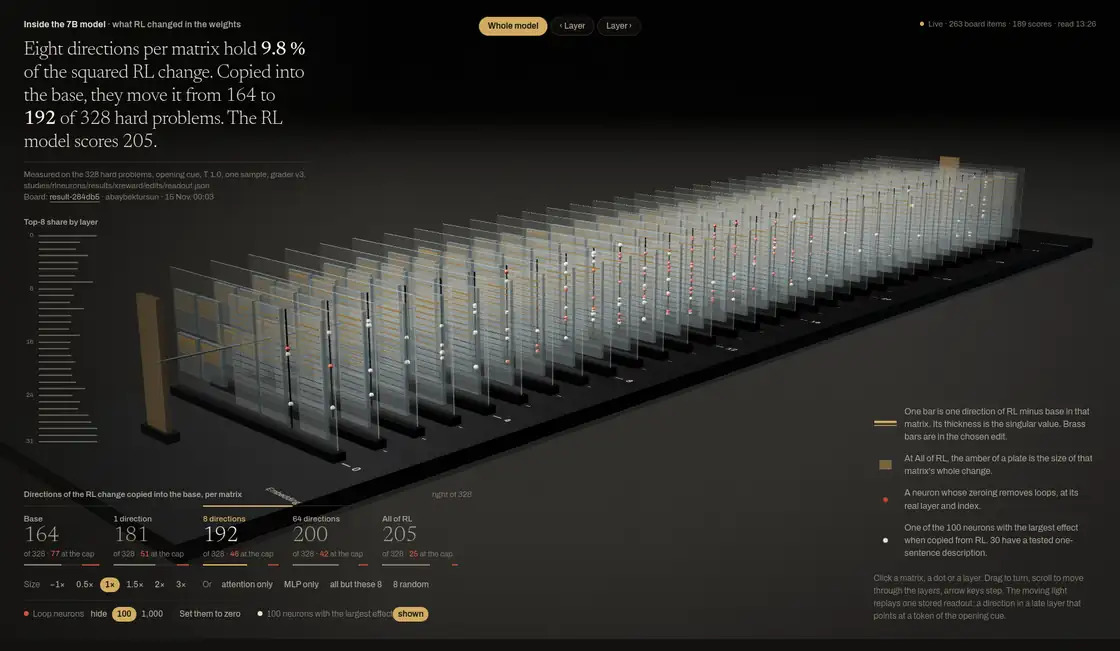 Inside the 7B model · what RL changed in the weights
Whole model
‹ Layer
Layer ›
Live · 263 board items · 189 scores · read 13:26
Eight directions per matrix hold 9.8 %
of the squared RL change. Copied into
the base, they move it from 164 to
192 of 328 hard problems. The RL
model scores 205.
Measured on the 328 hard problems, opening cue, T 1.0, one sample, grader v3.
studies/rlneurons/results/xreward/edits/readout.json
Board: result-284db5 · abaybektursun · 15 Nov 00:03
Top-8 share by layer
0
8
16
24
31
0
Embedding
One bar is one direction of RL minus base in that
matrix. Its thickness is the singular value. Brass
bars are in the chosen edit.
At All of RL, the amber of a plate is the size of that
matrix's whole change.
A neuron whose zeroing removes loops, at its
real layer and index.
One of the 100 neurons with the largest effect
when copied from RL. 30 have a tested one-
sentence description.
Click a matrix, a dot or a layer. Drag to turn, scroll to move
through the layers, arrow keys step. The moving light
replays one stored readout: a direction in a late layer that
points at a token of the opening cue.
Directions of the RL change copied into the base, per matrix
right of 328
Base
164
of 328 · 77 at the cap
1 direction
181
of 328 · 51 at the cap
8 directions
192
of 328 · 46 at the cap
64 directions
200
of 328 · 42 at the cap
All of RL
205
of 328 · 25 at the cap
Size −1× 0.5× 1× 1.5× 2× 3× Or attention only MLP only all but these 8 8 random
Loop neurons hide 100 1,000 Set them to zero 100 neurons with the largest effect shown